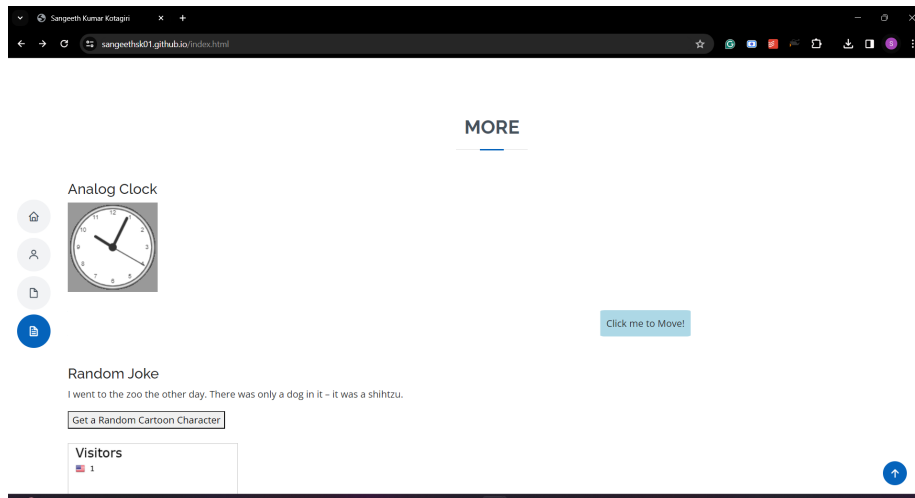 Sangeeth Kumar Kotagiri
sangeethsk01.github.io/index.html
MORE
Analog Clock
12
11 1
10 2
9 3
8 4
7 5
6
Click me to Move!
Random Joke
I went to the zoo the other day. There was only a dog in it – it was a shihtzu.
Get a Random Cartoon Character
Visitors
1